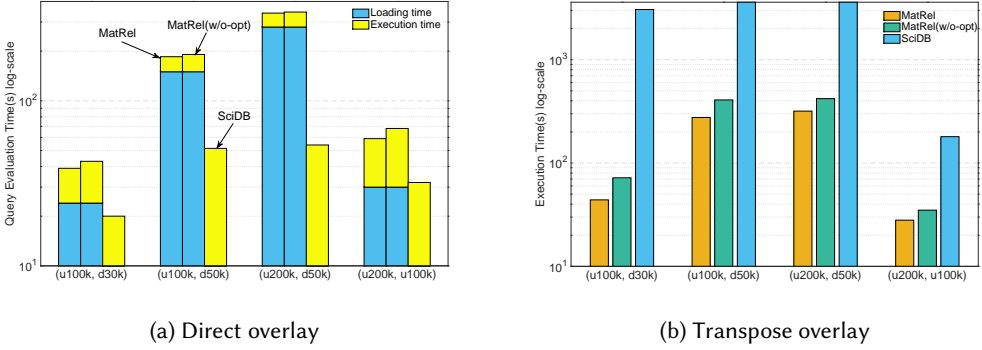 Query Evaluation Time(s) log-scale
10^2
10^1
MatRel
MatRel(w/o-opt)
SciDB
Loading time
Execution time
(u100k, d30k)
(u100k, d50k)
(u200k, d50k)
(u200k, u100k)
(a) Direct overlay
Execution Time(s) log-scale
10^3
10^2
10^1
MatRel
MatRel(w/o-opt)
SciDB
(u100k, d30k)
(u100k, d50k)
(u200k, d50k)
(u200k, u100k)
(b) Transpose overlay